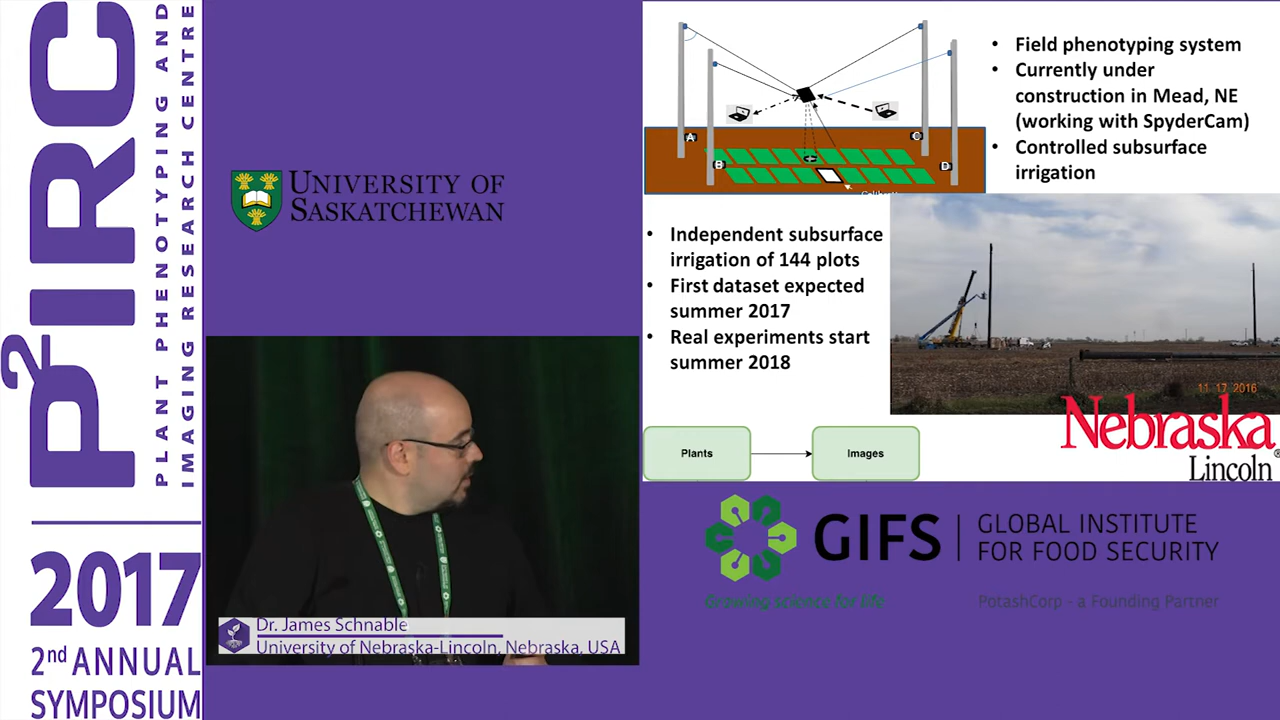 P²IRC
PLANT PHENOTYPING AND
IMAGING RESEARCH CENTRE
2017
2nd ANNUAL
SYMPOSIUM
UNIVERSITY OF
SASKATCHEWAN
Dr. James Schnable
University of Nebraska-Lincoln, Nebraska, USA
A
B
C
D
• Field phenotyping system
• Currently under
construction in Mead, NE
(working with SpyderCam)
• Controlled subsurface
irrigation
• Independent subsurface
irrigation of 144 plots
• First dataset expected
summer 2017
• Real experiments start
summer 2018
11 17 2016
Plants
Images
Nebraska
Lincoln®
GIFS
GLOBAL INSTITUTE
FOR FOOD SECURITY
Growing science for life
PotashCorp - a Founding Partner